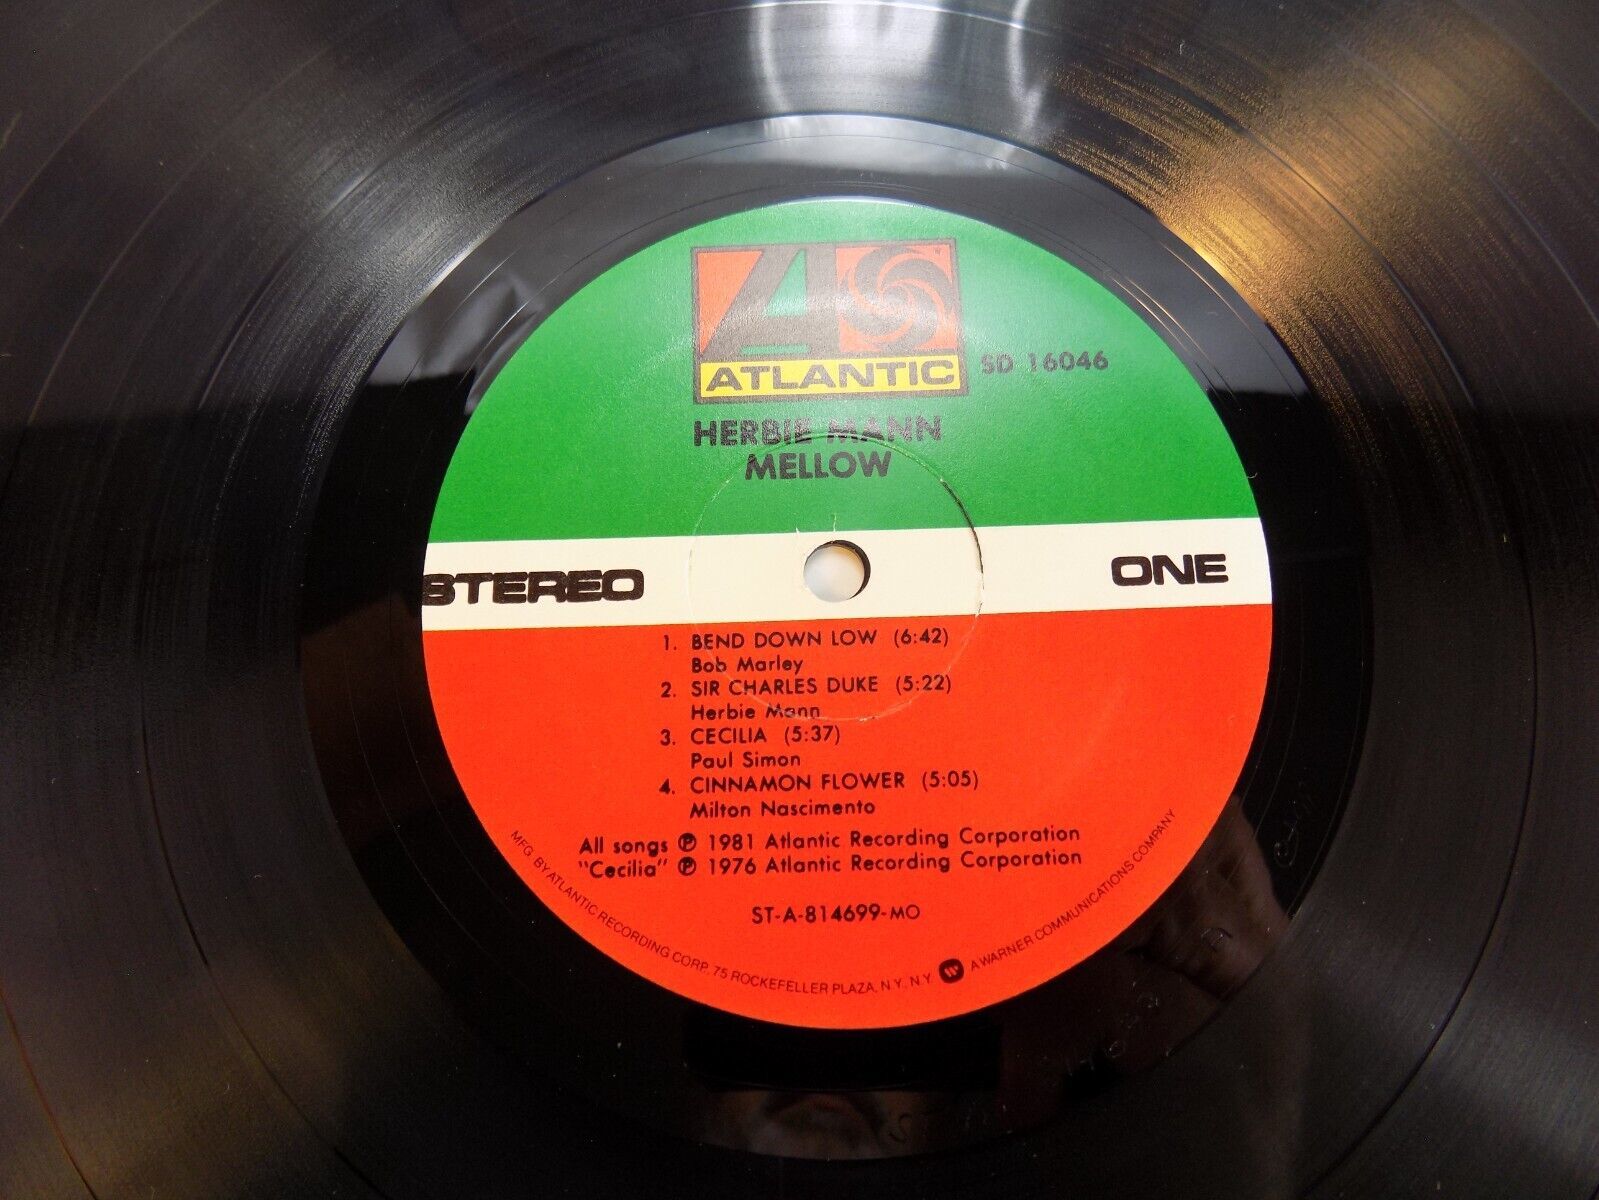 ATLANTIC
SD 16046
HERBIE MANN
MELLOW
STEREO
ONE
1. BEND DOWN LOW (6:42)
Bob Marley
2. SIR CHARLES DUKE (5:22)
Herbie Mann
3. CECILIA (5:37)
Paul Simon
4. CINNAMON FLOWER (5:05)
Milton Nascimento
All songs ℗ 1981 Atlantic Recording Corporation
"Cecilia" ℗ 1976 Atlantic Recording Corporation
ST-A-814699-MO
MFG. BY ATLANTIC RECORDING CORP., 75 ROCKEFELLER PLAZA, N.Y., N.Y. A WARNER COMMUNICATIONS COMPANY